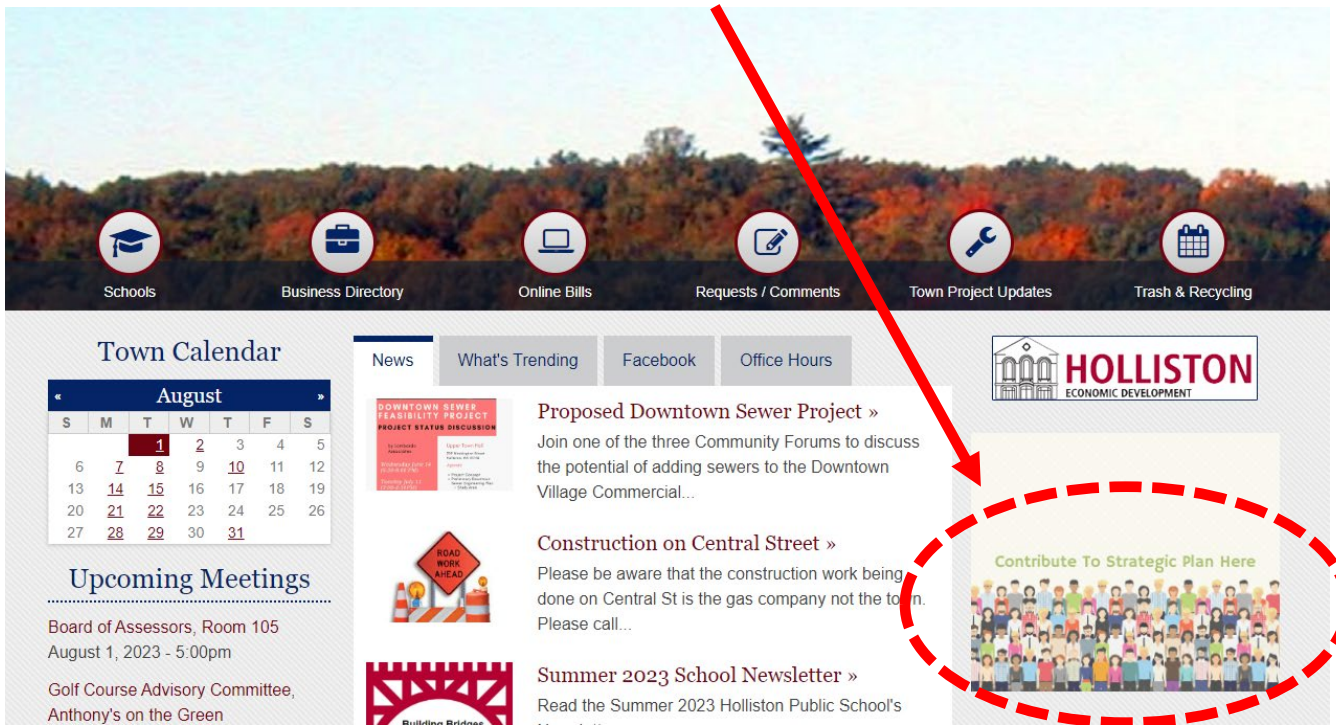 Schools
Business Directory
Online Bills
Requests / Comments
Town Project Updates
Trash & Recycling
Town Calendar
« August »
S M T W T F S
1 2 3 4 5
6 7 8 9 10 11 12
13 14 15 16 17 18 19
20 21 22 23 24 25 26
27 28 29 30 31
Upcoming Meetings
Board of Assessors, Room 105
August 1, 2023 - 5:00pm
Golf Course Advisory Committee,
Anthony's on the Green
News
What's Trending
Facebook
Office Hours
DOWNTOWN SEWER
FEASIBILITY PROJECT
PROJECT STATUS DISCUSSION
Proposed Downtown Sewer Project »
Join one of the three Community Forums to discuss
the potential of adding sewers to the Downtown
Village Commercial...
ROAD
WORK
AHEAD
Construction on Central Street »
Please be aware that the construction work being
done on Central St is the gas company not the town.
Please call...
Building Bridges
Summer 2023 School Newsletter »
Read the Summer 2023 Holliston Public School's
HOLLISTON
ECONOMIC DEVELOPMENT
Contribute To Strategic Plan Here